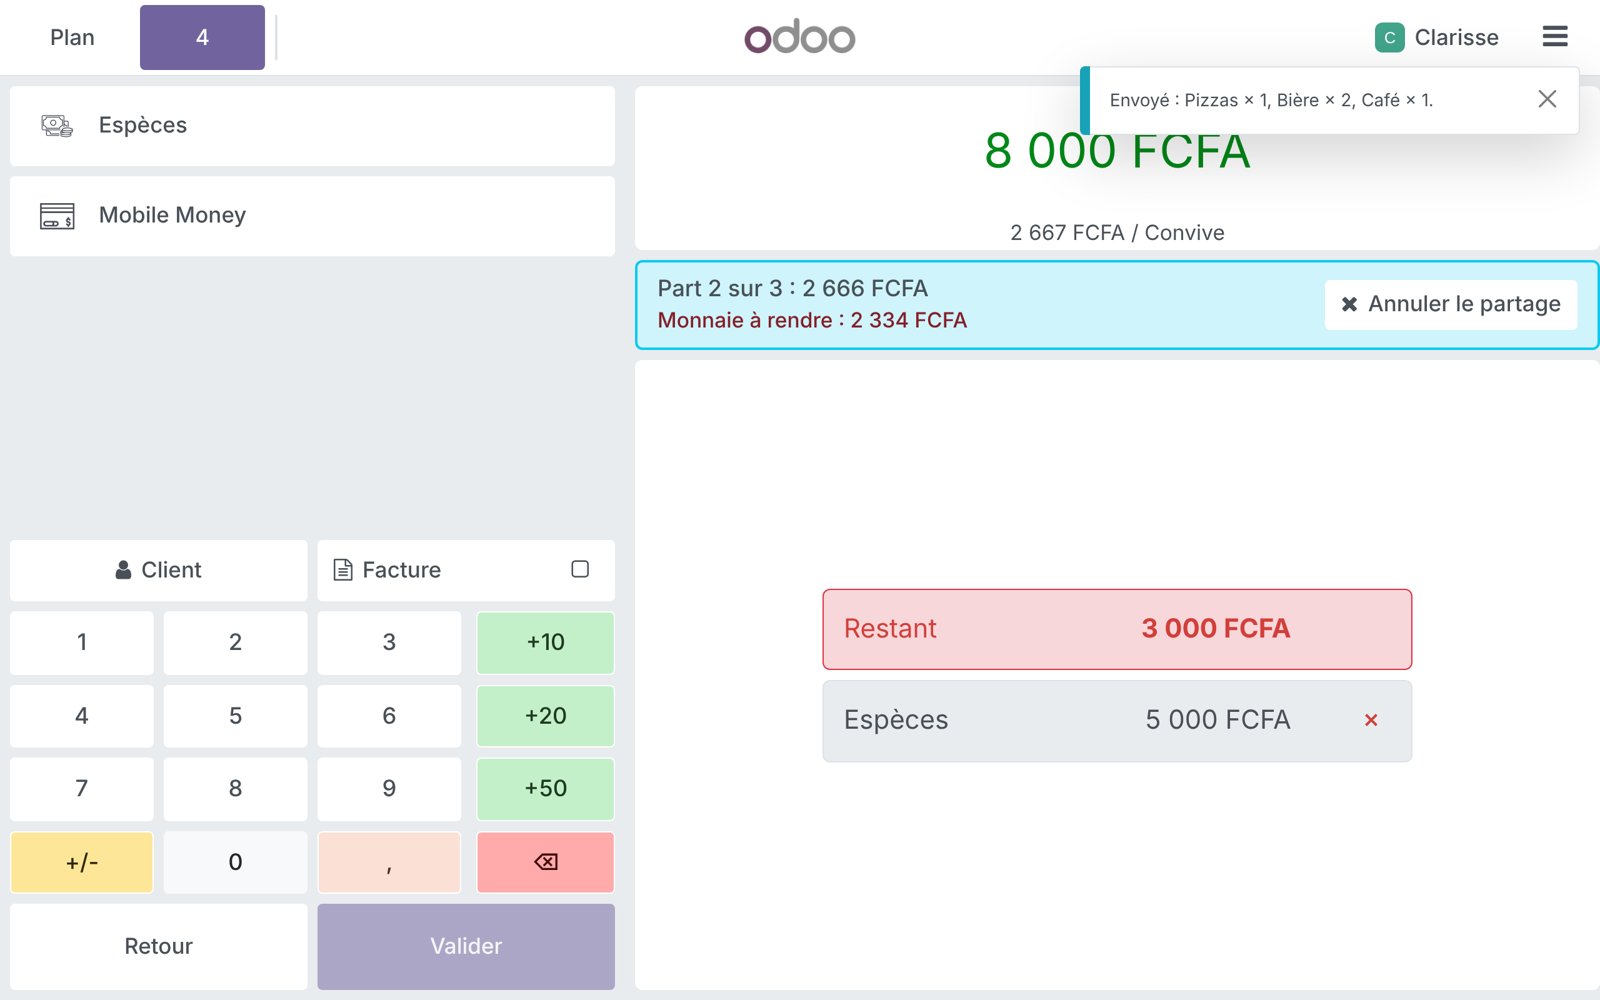 Plan
4
odoo
C
Clarisse
Envoyé : Pizzas × 1, Bière × 2, Café × 1.
Espèces
Mobile Money
8 000 FCFA
2 667 FCFA / Convive
Part 2 sur 3 : 2 666 FCFA
Monnaie à rendre : 2 334 FCFA
Annuler le partage
Restant 3 000 FCFA
Espèces 5 000 FCFA
Client
Facture
1 2 3 +10
4 5 6 +20
7 8 9 +50
+/- 0 ,
Retour
Valider